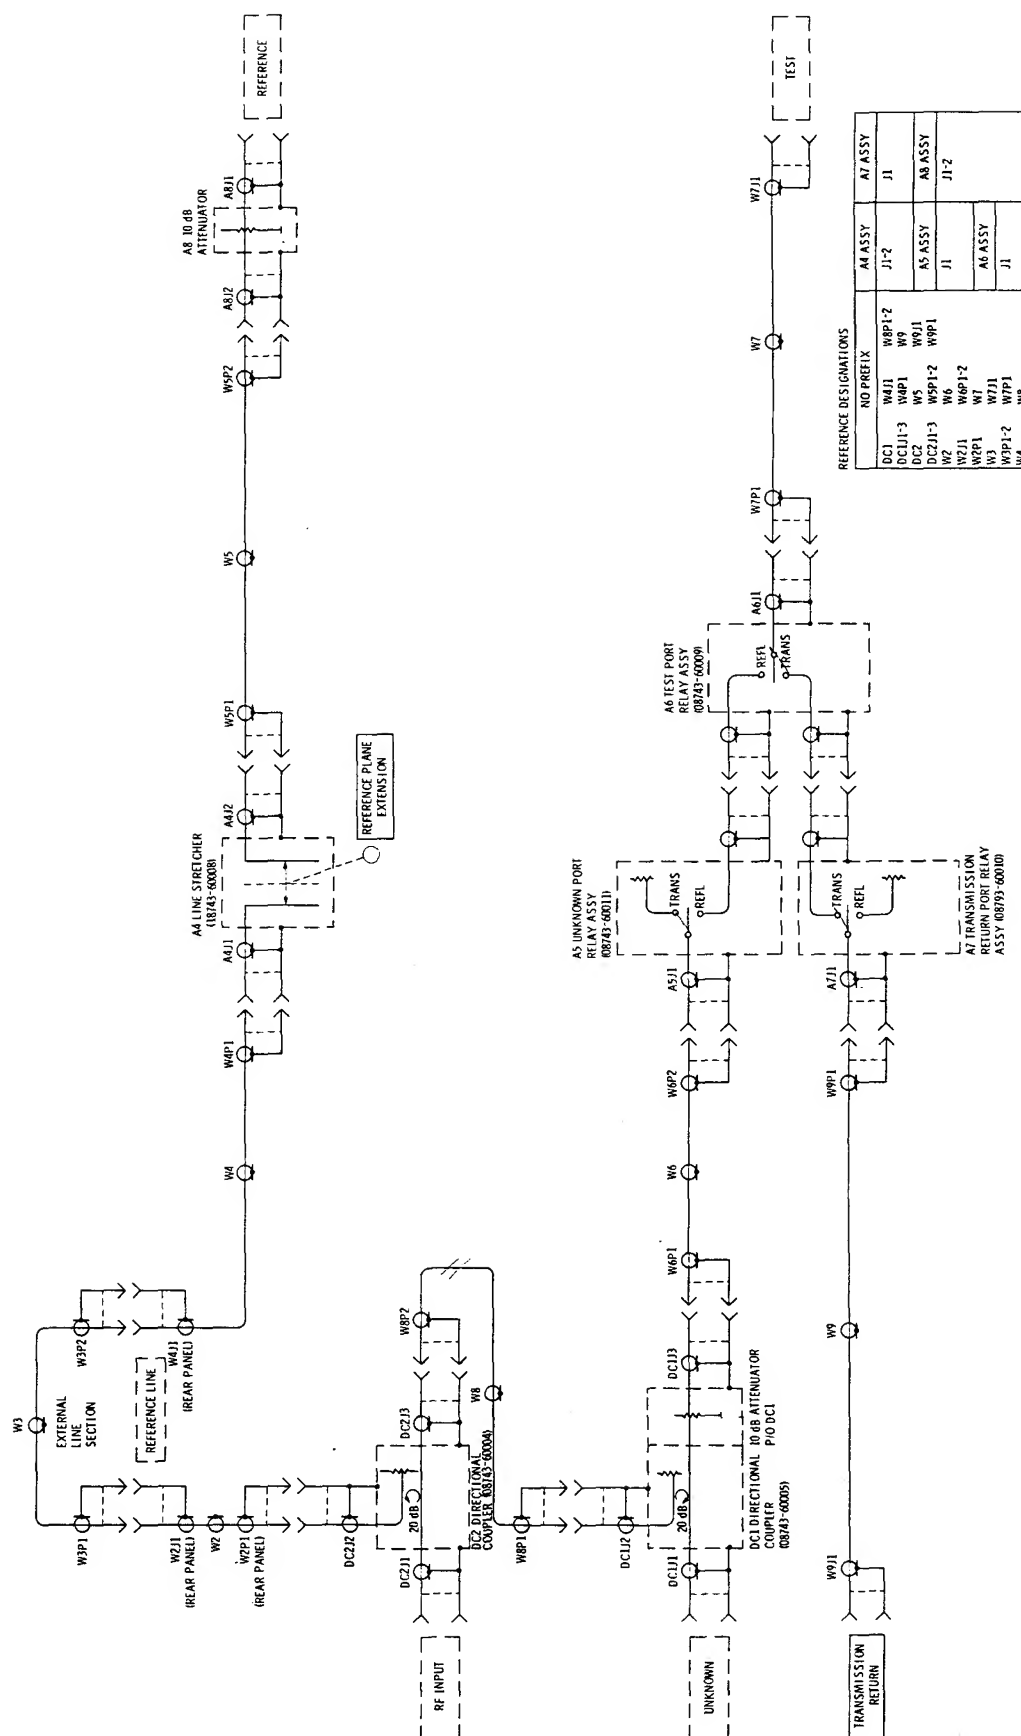 REFERENCE
A8J1
A8 10 dB
ATTENUATOR
A8J2
W5P2
W5
W5P1
REFERENCE PLANE
EXTENSION
A4J2
A4 LINE STRETCHER
(18743-60008)
A4J1
W4P1
W4
W3P2
W4J1
(REAR PANEL)
W3
EXTERNAL
LINE
SECTION
REFERENCE LINE
W3P1
W2J1
(REAR PANEL)
W2
W2P1
(REAR PANEL)
DC2J2
20 dB
DC2 DIRECTIONAL
COUPLER (08743-60004)
DC2J3
W8P2
W8
DC2J1
RF INPUT
W8P1
DC1J2
20 dB
DC1 DIRECTIONAL
COUPLER
(08743-60005)
10 dB ATTENUATOR
P/O DC1
DC1J1
UNKNOWN
DC1J3
W6P1
W6
W6P2
A5J1
A5 UNKNOWN PORT
RELAY ASSY
(08743-60011)
TRANS
REFL
A6 TEST PORT
RELAY ASSY
(08743-60009)
REFL
TRANS
A6J1
W7P1
W7
W7J1
TEST
TRANS
REFL
A7 TRANSMISSION
RETURN PORT RELAY
ASSY (08793-60010)
A7J1
W9P1
W9
W9J1
TRANSMISSION
RETURN
REFERENCE DESIGNATIONS
NO PREFIX
A4 ASSY
A7 ASSY
DC1 W4J1 W8P1-2
J1-2
J1
DC1J1-3 W4P1 W9
DC2 W5 W9J1
A5 ASSY
A8 ASSY
DC2J1-3 W5P1-2 W9P1
J1
J1-2
W2 W6
W2J1 W6P1-2
W2P1 W7
A6 ASSY
W3 W7J1
J1
W3P1-2 W7P1
W4 W8